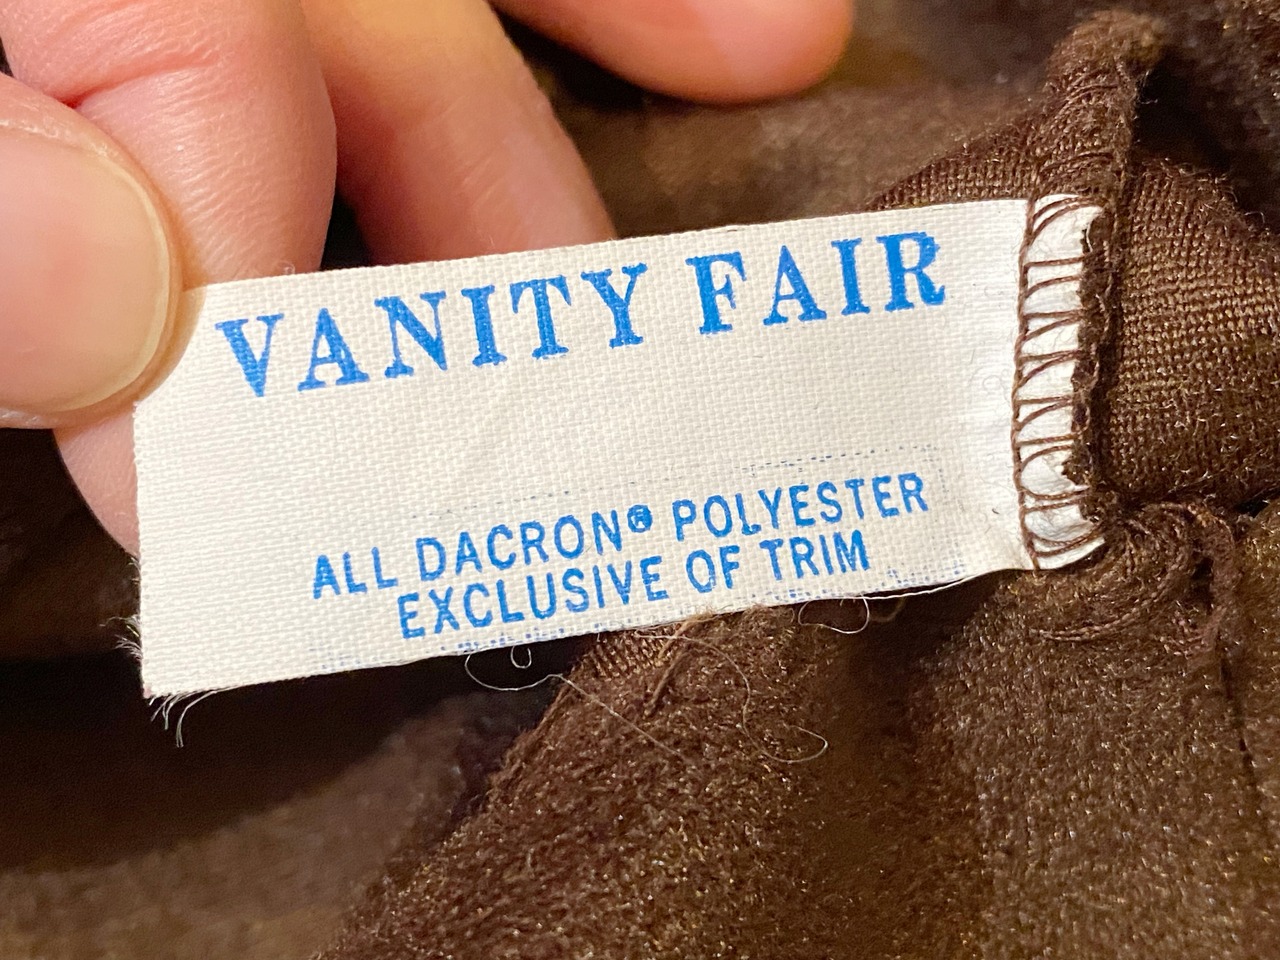 VANITY FAIR
ALL DACRON® POLYESTER
EXCLUSIVE OF TRIM